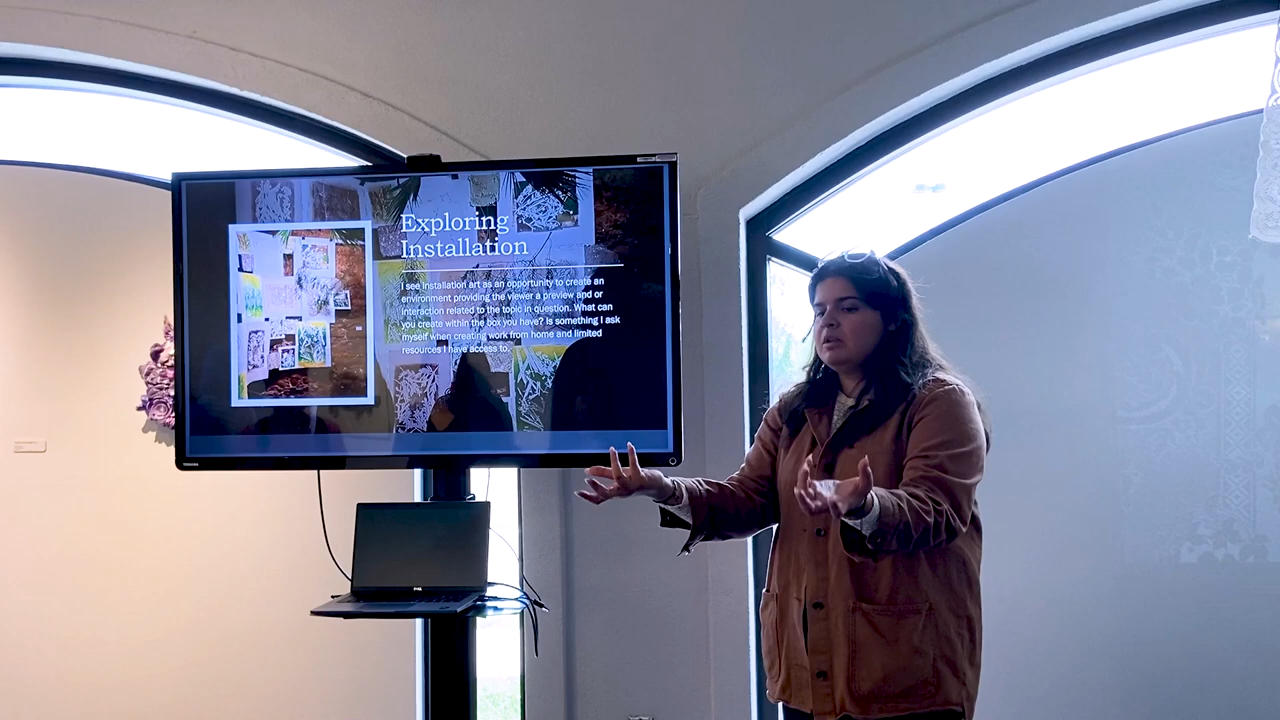 Exploring
Installation
I see installation art as an opportunity to create an
environment providing the viewer a preview and or
interaction related to the topic in question. What can
you create within the box you have? Is something I ask
myself when creating work from home and limited
resources I have access to.
TOSHIBA
DELL